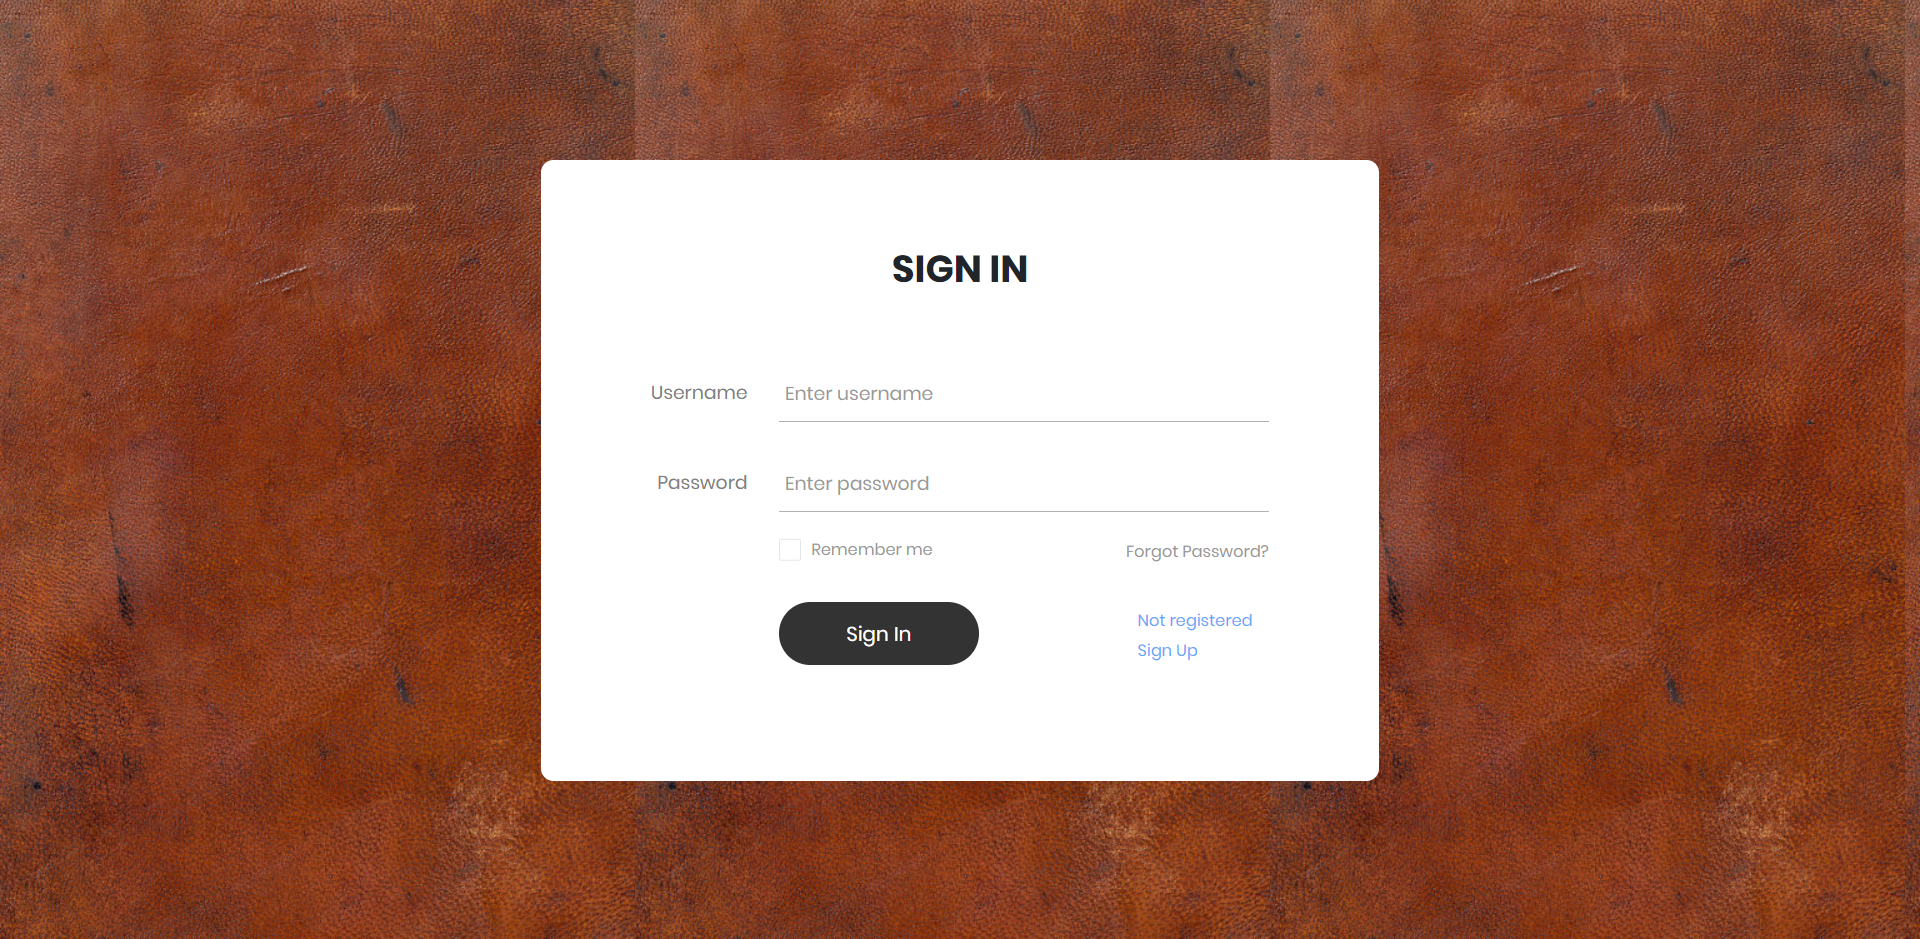 SIGN IN
Username
Enter username
Password
Enter password
Remember me
Forgot Password?
Sign In
Not registered
Sign Up